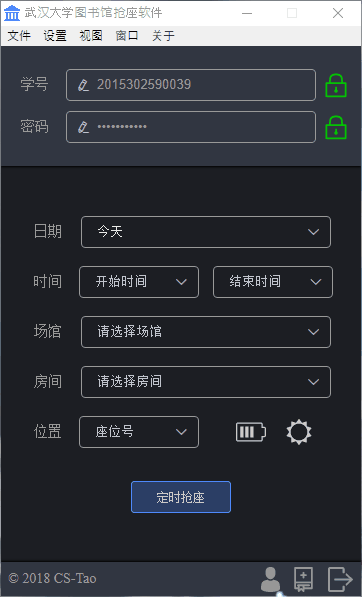 武汉大学图书馆抢座软件
文件 设置 视图 窗口 关于
学号 2015302590039
密码 •••••••••••
日期 今天
时间 开始时间 结束时间
场馆 请选择场馆
房间 请选择房间
位置 座位号
定时抢座
© 2018 CS-Tao